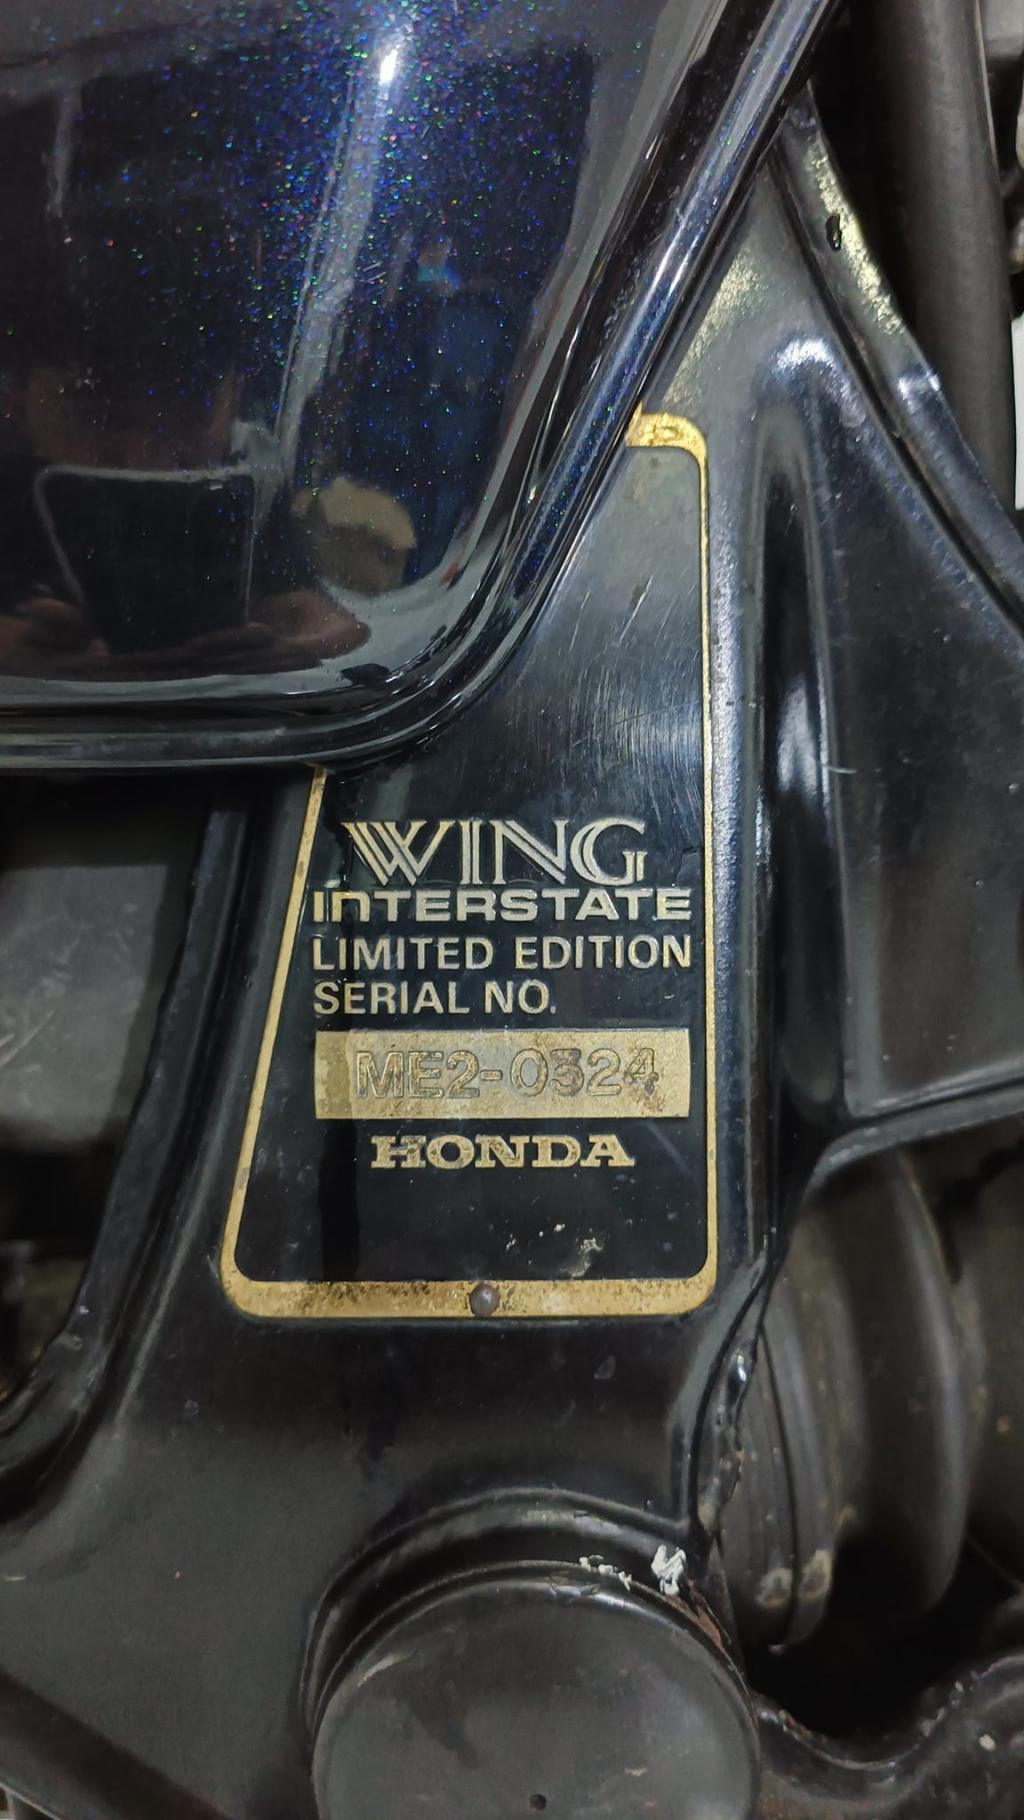 WING
INTERSTATE
LIMITED EDITION
SERIAL NO.
ME2-0324
HONDA